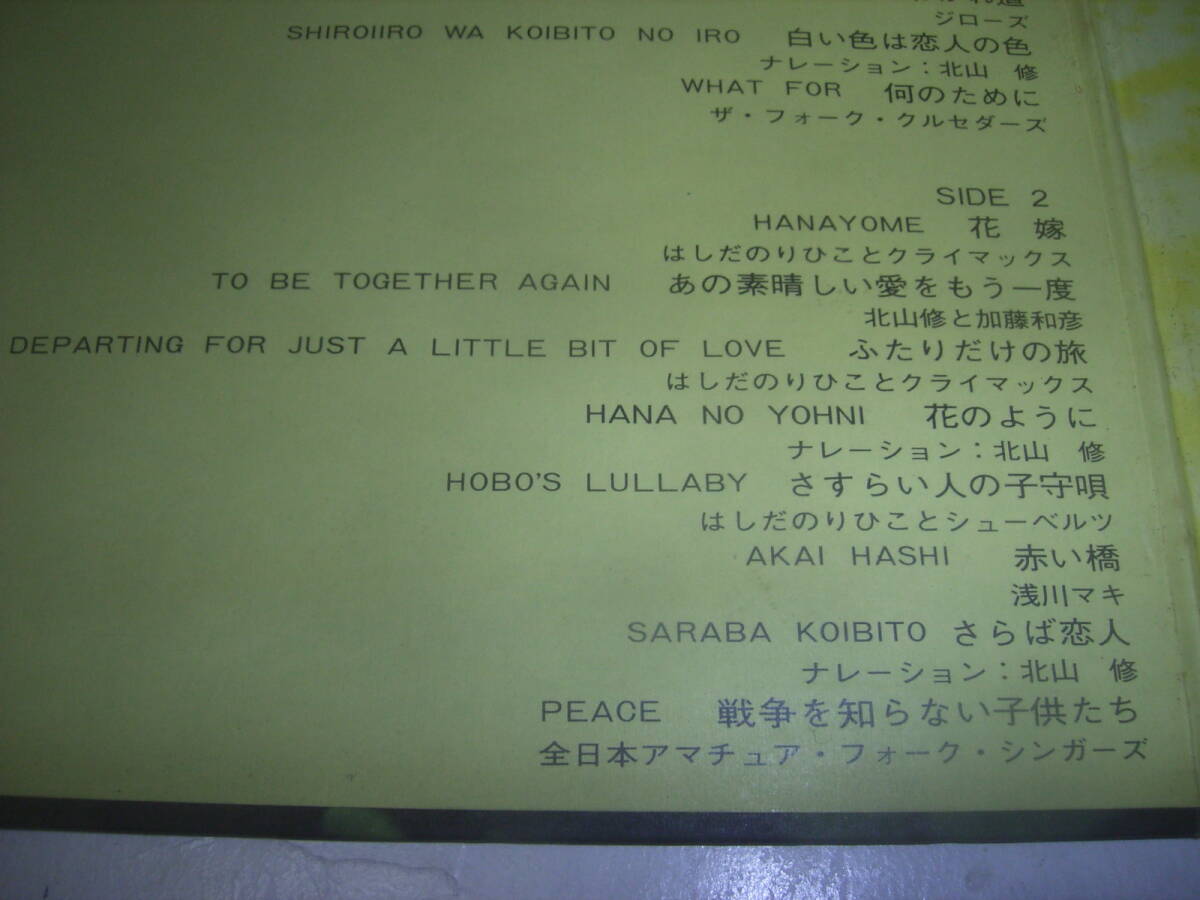 ジローズ
SHIROIIRO WA KOIBITO NO IRO 白い色は恋人の色
ナレーション：北山 修
WHAT FOR 何のために
ザ・フォーク・クルセダーズ
SIDE 2
HANAYOME 花 嫁
はしだのりひことクライマックス
TO BE TOGETHER AGAIN あの素晴しい愛をもう一度
北山修と加藤和彦
DEPARTING FOR JUST A LITTLE BIT OF LOVE ふたりだけの旅
はしだのりひことクライマックス
HANA NO YOHNI 花のように
ナレーション：北山 修
HOBO'S LULLABY さすらい人の子守唄
はしだのりひことシューベルツ
AKAI HASHI 赤い橋
浅川マキ
SARABA KOIBITO さらば恋人
ナレーション：北山 修
PEACE 戦争を知らない子供たち
全日本アマチュア・フォーク・シンガーズ